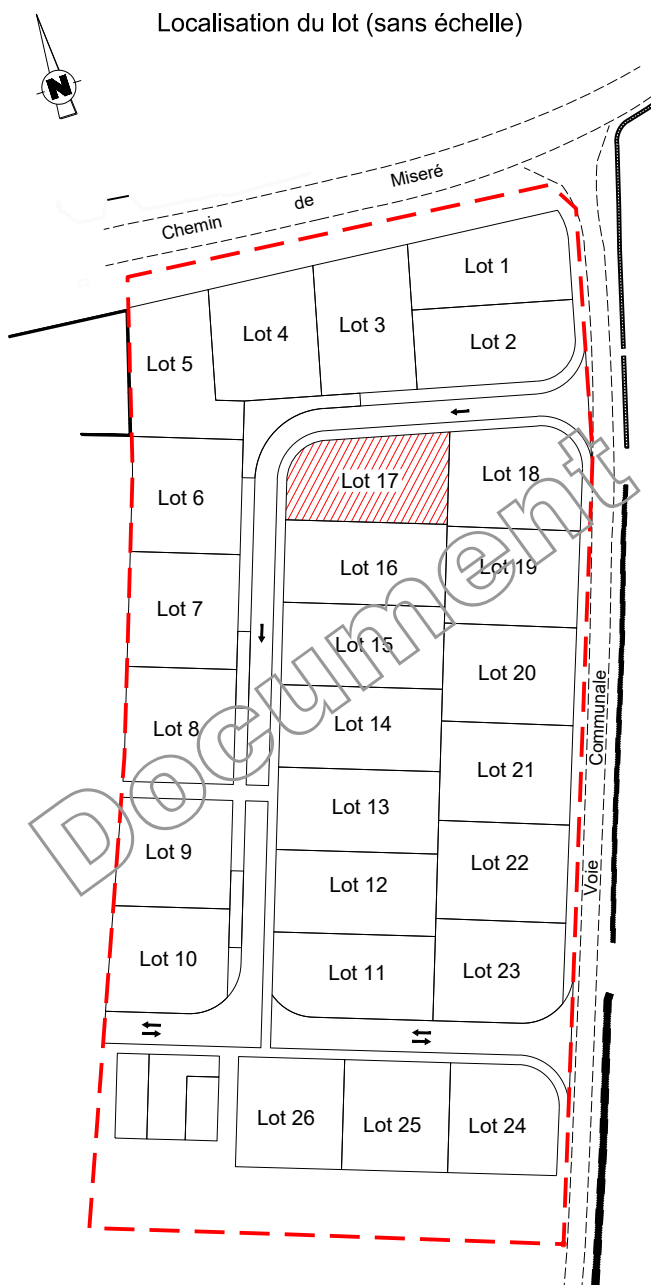 Localisation du lot (sans échelle)
N
Chemin de Miseré
Lot 1
Lot 2
Lot 3
Lot 4
Lot 5
Lot 17
Lot 18
Lot 6
Lot 16
Lot 19
Lot 7
Lot 15
Lot 20
Lot 8
Lot 14
Lot 21
Lot 13
Lot 9
Lot 12
Lot 22
Lot 10
Lot 11
Lot 23
Lot 26
Lot 25
Lot 24
Voie Communale
Document